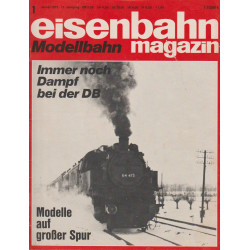 1
eisenbahn
Modellbahn magazin
Immer noch
Dampf
bei der DB
Modelle
auf
großer Spur